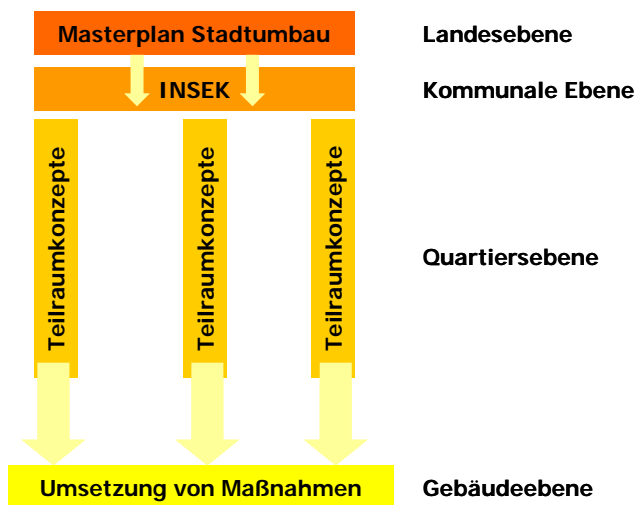 Masterplan Stadtumbau Landesebene
INSEK Kommunale Ebene
Teilraumkonzepte
Teilraumkonzepte
Teilraumkonzepte
Quartiersebene
Umsetzung von Maßnahmen Gebäudeebene